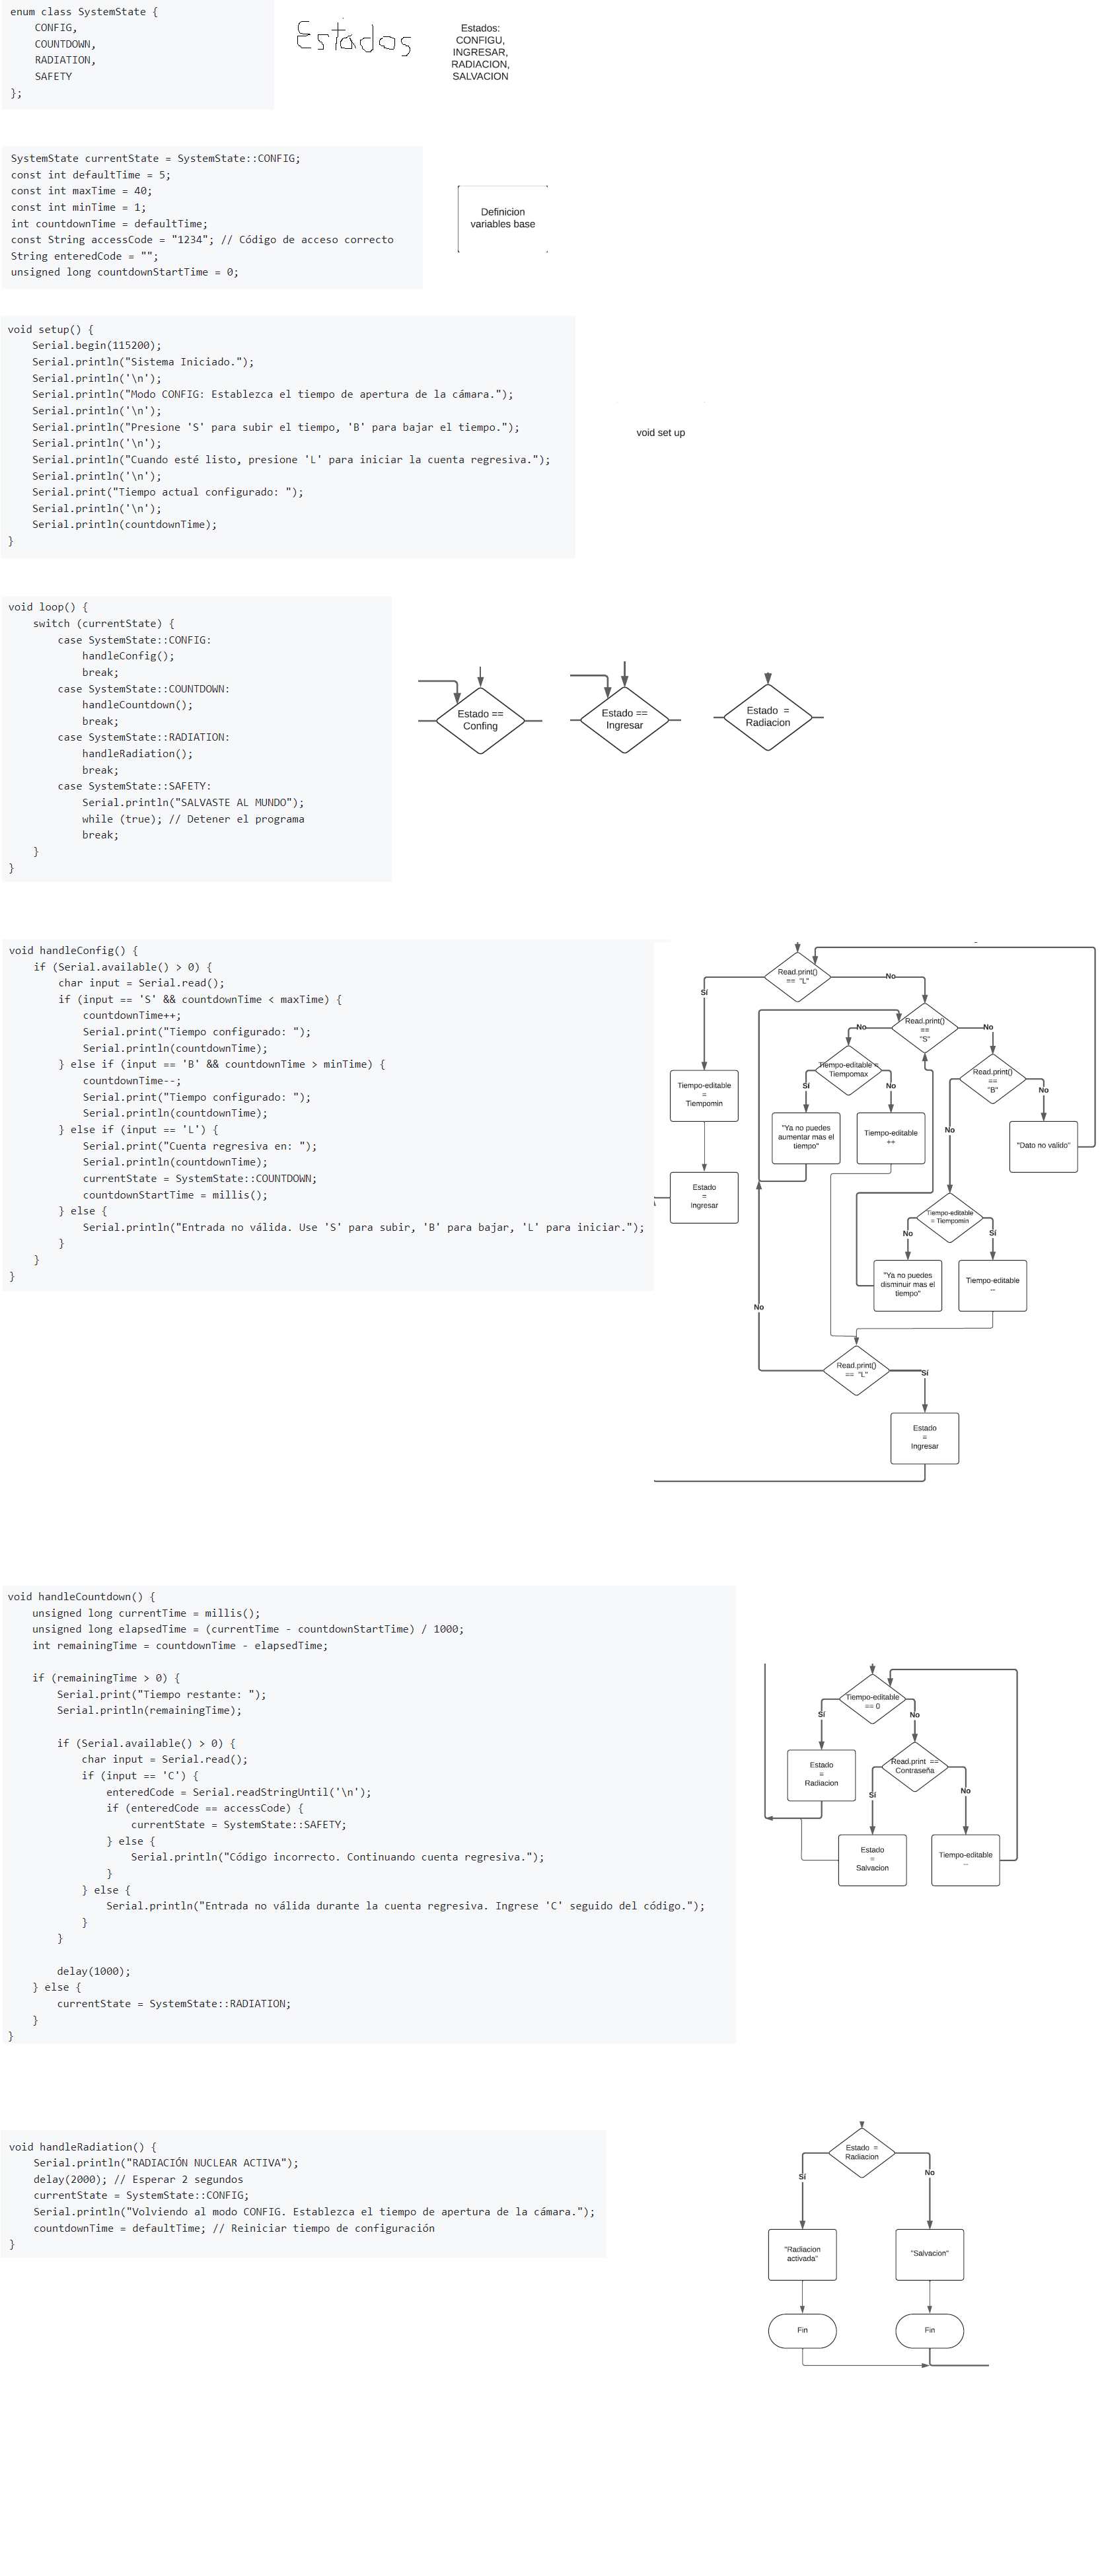 enum class SystemState {
CONFIG,
COUNTDOWN,
RADIATION,
SAFETY
};
Estados
Estados:
CONFIGU,
INGRESAR,
RADIACION,
SALVACION
SystemState currentState = SystemState::CONFIG;
const int defaultTime = 5;
const int maxTime = 40;
const int minTime = 1;
int countdownTime = defaultTime;
const String accessCode = "1234"; // Código de acceso correcto
String enteredCode = "";
unsigned long countdownStartTime = 0;
Definicion
variables base
void setup() {
Serial.begin(115200);
Serial.println("Sistema Iniciado.");
Serial.println('\n');
Serial.println("Modo CONFIG: Establezca el tiempo de apertura de la cámara.");
Serial.println('\n');
Serial.println("Presione 'S' para subir el tiempo, 'B' para bajar el tiempo.");
Serial.println('\n');
Serial.println("Cuando esté listo, presione 'L' para iniciar la cuenta regresiva.");
Serial.println('\n');
Serial.print("Tiempo actual configurado: ");
Serial.println('\n');
Serial.println(countdownTime);
}
void set up
void loop() {
switch (currentState) {
case SystemState::CONFIG:
handleConfig();
break;
case SystemState::COUNTDOWN:
handleCountdown();
break;
case SystemState::RADIATION:
handleRadiation();
break;
case SystemState::SAFETY:
Serial.println("SALVASTE AL MUNDO");
while (true); // Detener el programa
break;
}
}
Estado ==
Confing
Estado ==
Ingresar
Estado =
Radiacion
void handleConfig() {
if (Serial.available() > 0) {
char input = Serial.read();
if (input == 'S' && countdownTime < maxTime) {
countdownTime++;
Serial.print("Tiempo configurado: ");
Serial.println(countdownTime);
} else if (input == 'B' && countdownTime > minTime) {
countdownTime--;
Serial.print("Tiempo configurado: ");
Serial.println(countdownTime);
} else if (input == 'L') {
Serial.print("Cuenta regresiva en: ");
Serial.println(countdownTime);
currentState = SystemState::COUNTDOWN;
countdownStartTime = millis();
} else {
Serial.println("Entrada no válida. Use 'S' para subir, 'B' para bajar, 'L' para iniciar.");
}
}
}
Read.print()
== "L"
Sí
No
Read.print()
==
"S"
No
No
Tiempo-editable =
Tiempomax
Read.print()
==
"B"
Tiempo-editable
=
Tiempomin
Sí
No
No
"Ya no puedes
aumentar mas el
tiempo"
Tiempo-editable
++
No
"Dato no valido"
Estado
=
Ingresar
Tiempo-editable
= Tiempomin
No
Sí
"Ya no puedes
disminuir mas el
tiempo"
Tiempo-editable
--
No
Read.print()
== "L"
Sí
Estado
=
Ingresar
void handleCountdown() {
unsigned long currentTime = millis();
unsigned long elapsedTime = (currentTime - countdownStartTime) / 1000;
int remainingTime = countdownTime - elapsedTime;
if (remainingTime > 0) {
Serial.print("Tiempo restante: ");
Serial.println(remainingTime);
if (Serial.available() > 0) {
char input = Serial.read();
if (input == 'C') {
enteredCode = Serial.readStringUntil('\n');
if (enteredCode == accessCode) {
currentState = SystemState::SAFETY;
} else {
Serial.println("Código incorrecto. Continuando cuenta regresiva.");
}
} else {
Serial.println("Entrada no válida durante la cuenta regresiva. Ingrese 'C' seguido del código.");
}
}
delay(1000);
} else {
currentState = SystemState::RADIATION;
}
}
Tiempo-editable
== 0
Sí
No
Estado
=
Radiacion
Read.print ==
Contraseña
Sí
No
Estado
=
Salvacion
Tiempo-editable
--
void handleRadiation() {
Serial.println("RADIACIÓN NUCLEAR ACTIVA");
delay(2000); // Esperar 2 segundos
currentState = SystemState::CONFIG;
Serial.println("Volviendo al modo CONFIG. Establezca el tiempo de apertura de la cámara.");
countdownTime = defaultTime; // Reiniciar tiempo de configuración
}
Estado =
Radiacion
Sí
No
"Radiacion
activada"
"Salvacion"
Fin
Fin